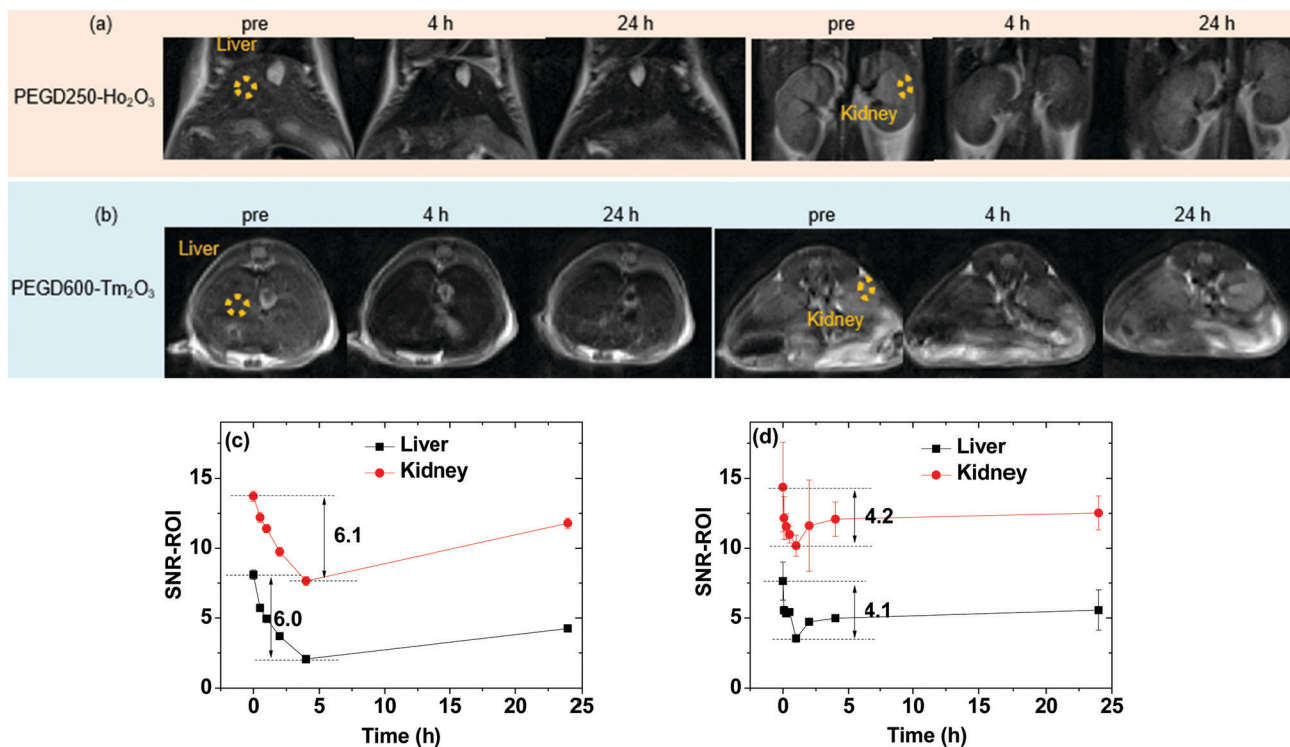 (a)
pre
4 h
24 h
pre
4 h
24 h
PEGD250-Ho₂O₃
Liver
Kidney
(b)
pre
4 h
24 h
pre
4 h
24 h
PEGD600-Tm₂O₃
Liver
Kidney
(c)
Liver
Kidney
SNR-ROI
15
10
5
0
6.1
6.0
0
5
10
15
20
25
Time (h)
(d)
Liver
Kidney
SNR-ROI
15
10
5
0
4.2
4.1
0
5
10
15
20
25
Time (h)